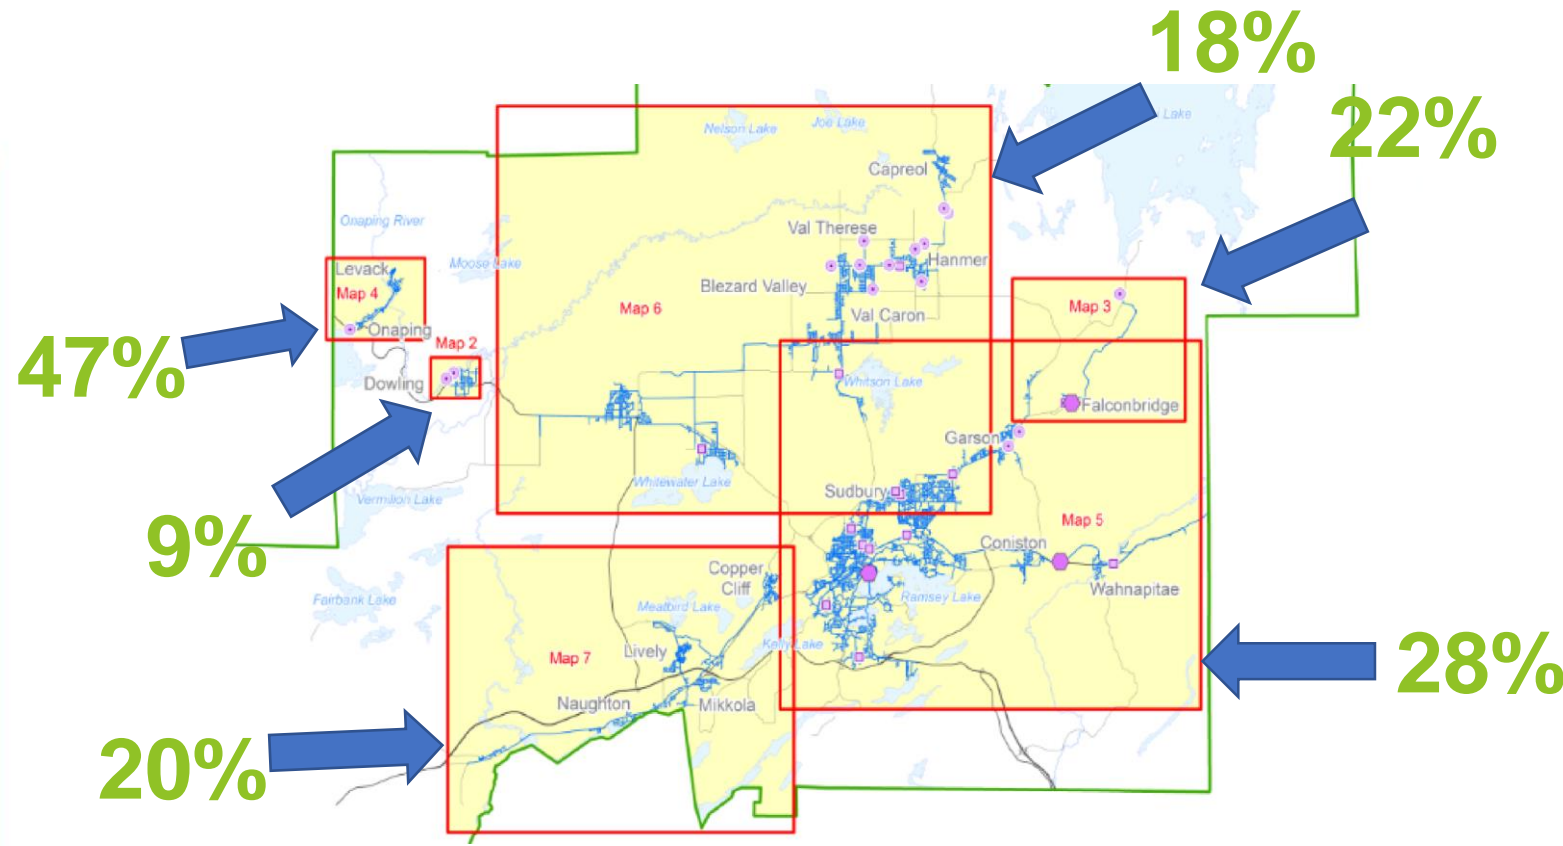 18%
22%
Nelson Lake
Joe Lake
Lake
Capreol
Onaping River
Val Therese
Moose Lake
Hanmer
Levack
Map 4
Blezard Valley
Map 6
Map 3
Val Caron
Onaping
47%
Map 2
Dowling
Whitson Lake
Falconbridge
Garson
Whitewater Lake
Sudbury
Vermilion Lake
Map 5
9%
Coniston
Copper
Cliff
Wahnapitae
Fairbank Lake
Meatbird Lake
Ramsey Lake
Kelly Lake
Lively
Map 7
28%
Naughton
Mikkola
20%